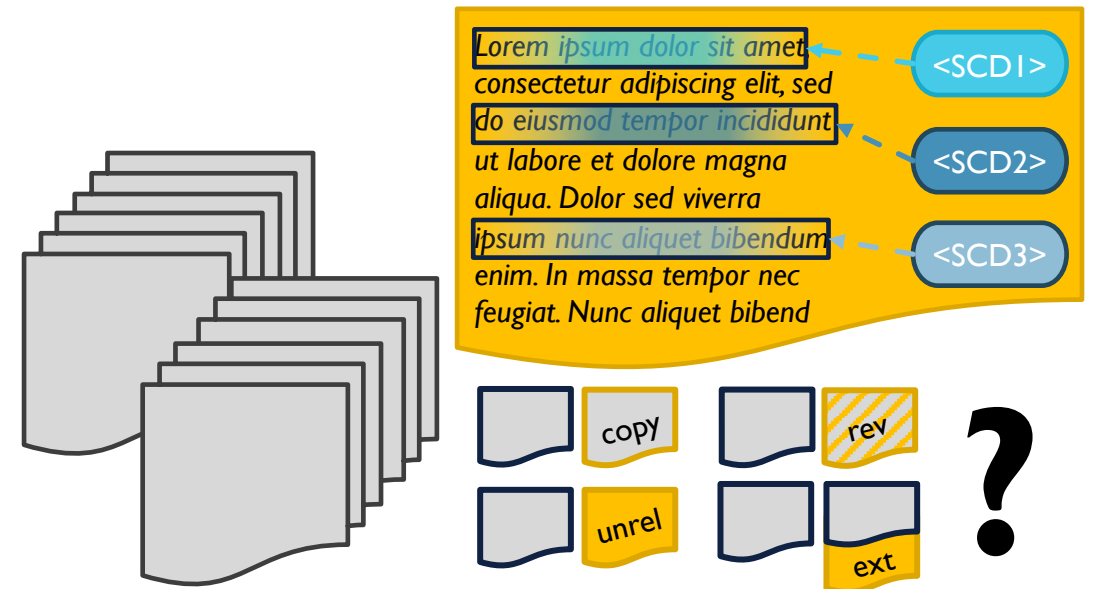 Lorem ipsum dolor sit amet,
consectetur adipiscing elit, sed
do eiusmod tempor incididunt
ut labore et dolore magna
aliqua. Dolor sed viverra
ipsum nunc aliquet bibendum
enim. In massa tempor nec
feugiat. Nunc aliquet bibend
<SCD1>
<SCD2>
<SCD3>
copy
rev
unrel
ext
?